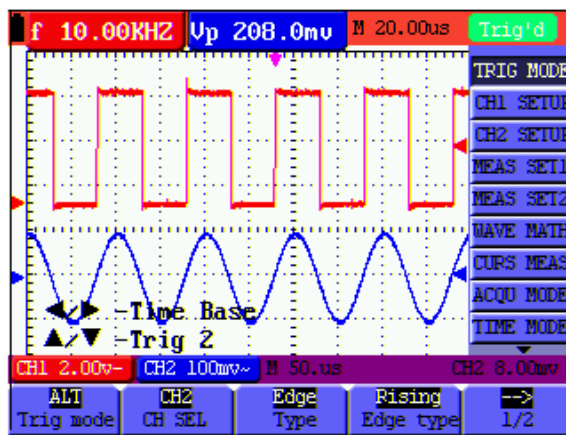 f 10.00KHZ Vp 208.0mv M 20.00us Trig'd
TRIG MODE
CH1 SETUP
CH2 SETUP
MEAS SET1
MEAS SET2
WAVE MATH
CURS MEAS
ACQU MODE
TIME MODE
◀/▶ -Time Base
▲/▼ -Trig 2
CH1 2.00v- CH2 100mv~ M 50.us CH2 8.00mv
ALT CH2 Edge Rising -->
Trig mode CH SEL Type Edge type 1/2